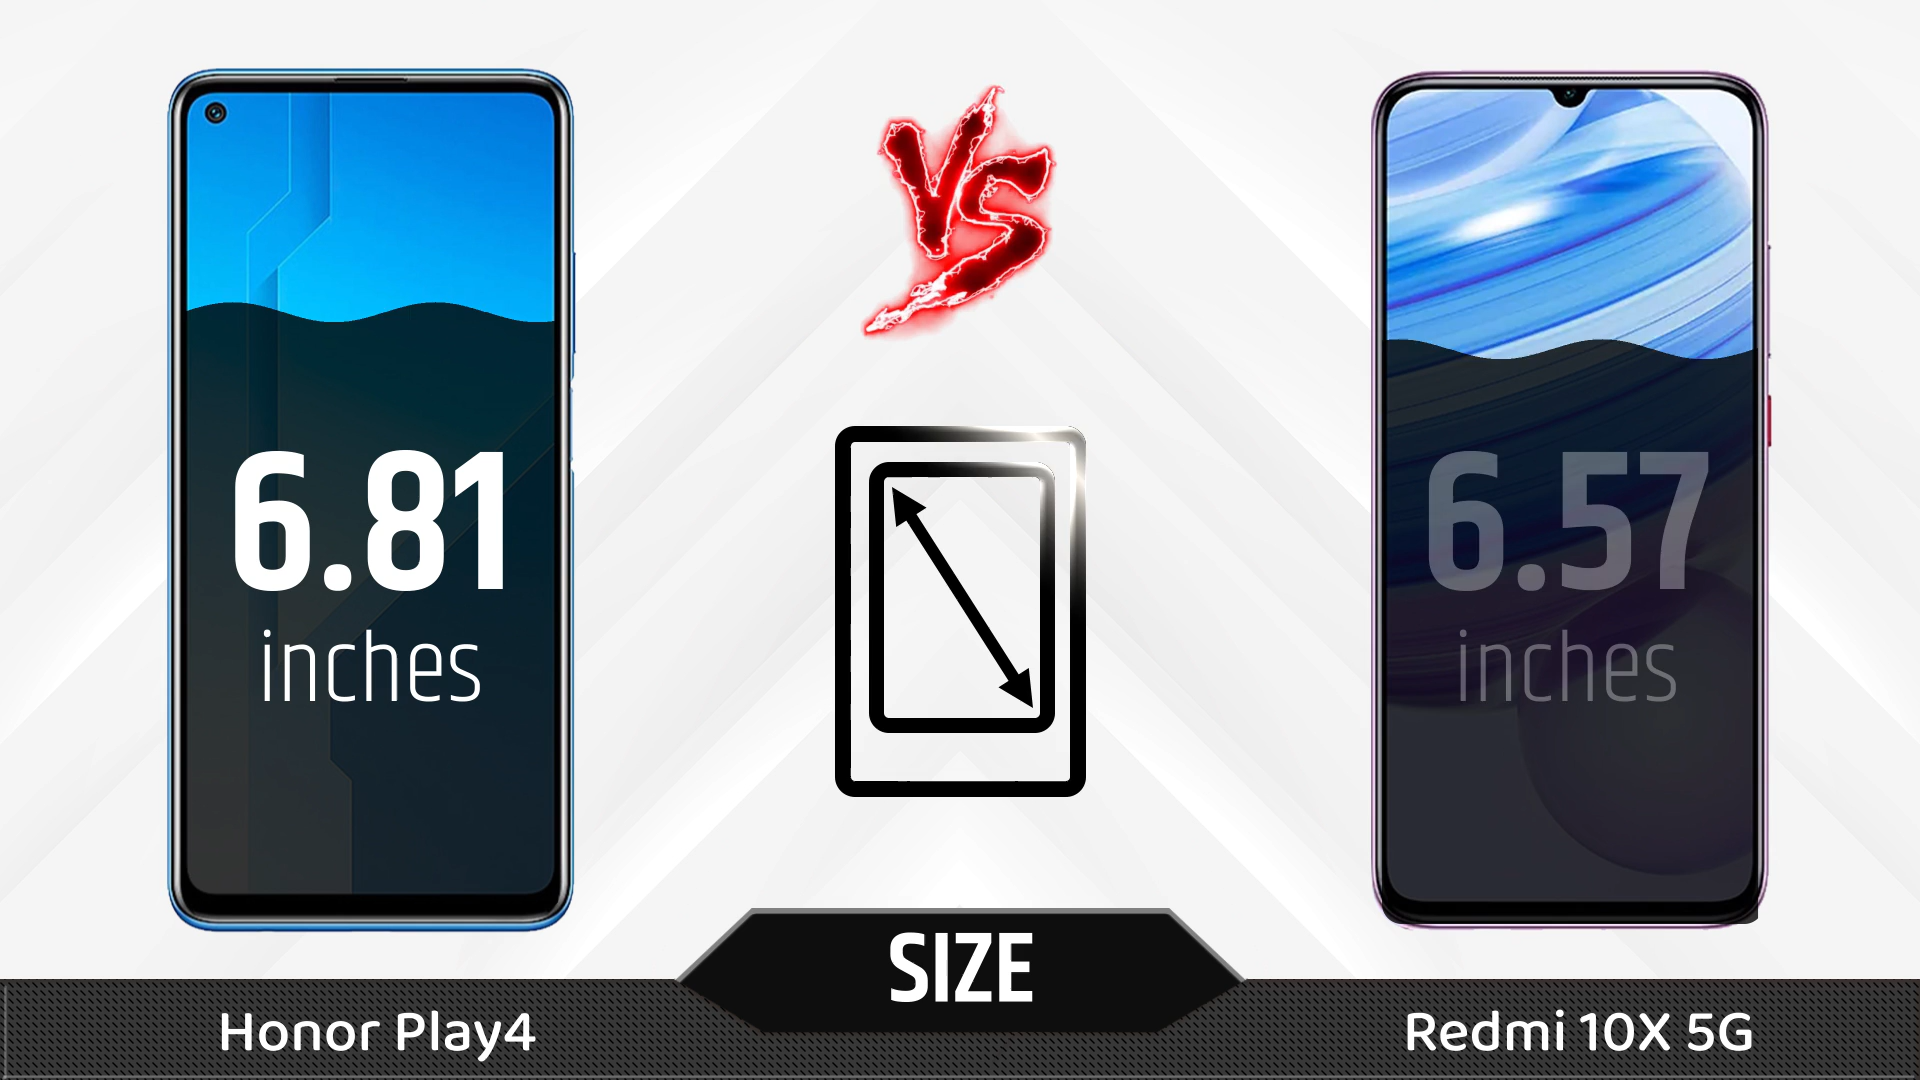 VS
6.81
inches
6.57
inches
SIZE
Honor Play4
Redmi 10X 5G